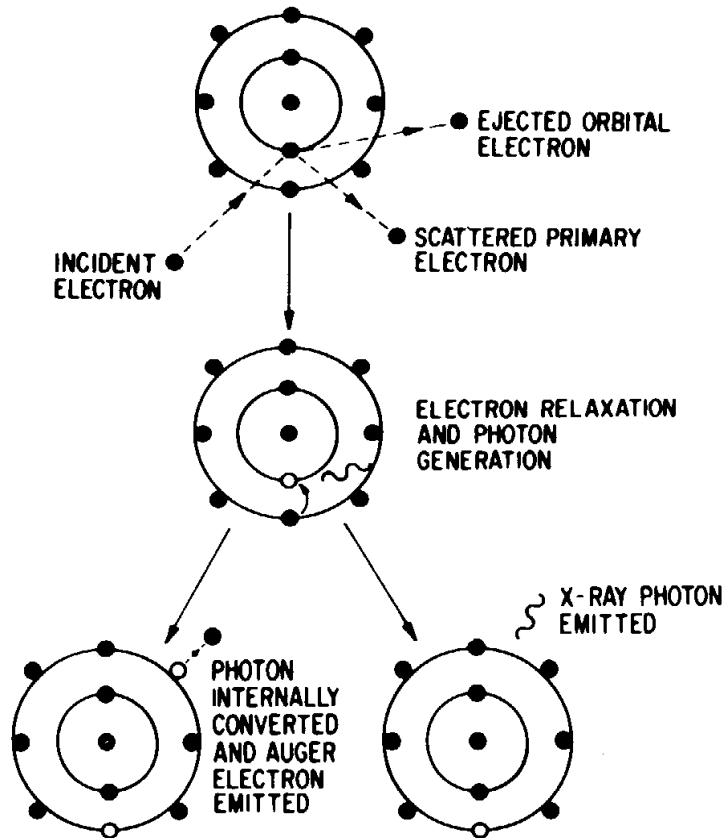 EJECTED ORBITAL
ELECTRON
SCATTERED PRIMARY
ELECTRON
INCIDENT
ELECTRON
ELECTRON RELAXATION
AND PHOTON
GENERATION
X-RAY PHOTON
EMITTED
PHOTON
INTERNALLY
CONVERTED
AND AUGER
ELECTRON
EMITTED